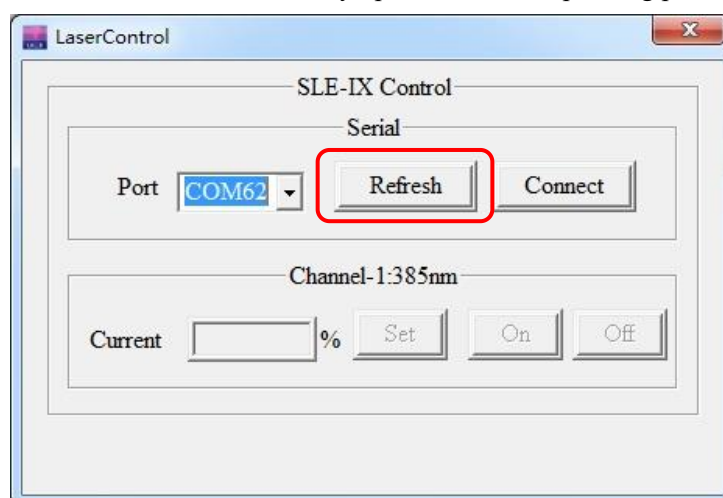 LaserControl
SLE-IX Control
Serial
Port COM62 Refresh Connect
Channel-1:385nm
Current % Set On Off